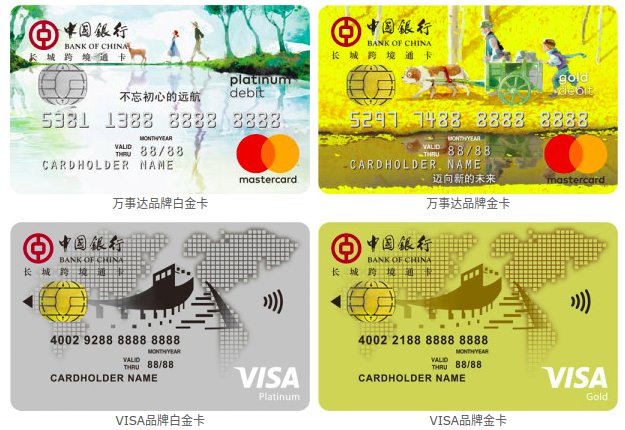 中国银行
BANK OF CHINA
长城跨境通卡
platinum
debit
不忘初心的远航
5381 1388 8888 8888
MONTH/YEAR
VALID THRU 88/88
CARDHOLDER NAME
mastercard
万事达品牌白金卡
中国银行
BANK OF CHINA
长城跨境通卡
gold
debit
5297 7488 8888 8888
MONTH/YEAR
VALID THRU 88/88
CARDHOLDER NAME
迈向新的未来
mastercard
万事达品牌金卡
中国银行
BANK OF CHINA
长城跨境通卡
4002 9288 8888 8888
MONTH/YEAR
VALID THRU 88/88
CARDHOLDER NAME
VISA
Platinum
VISA品牌白金卡
中国银行
BANK OF CHINA
长城跨境通卡
4002 2188 8888 8888
MONTH/YEAR
VALID THRU 88/88
CARDHOLDER NAME
VISA
Gold
VISA品牌金卡